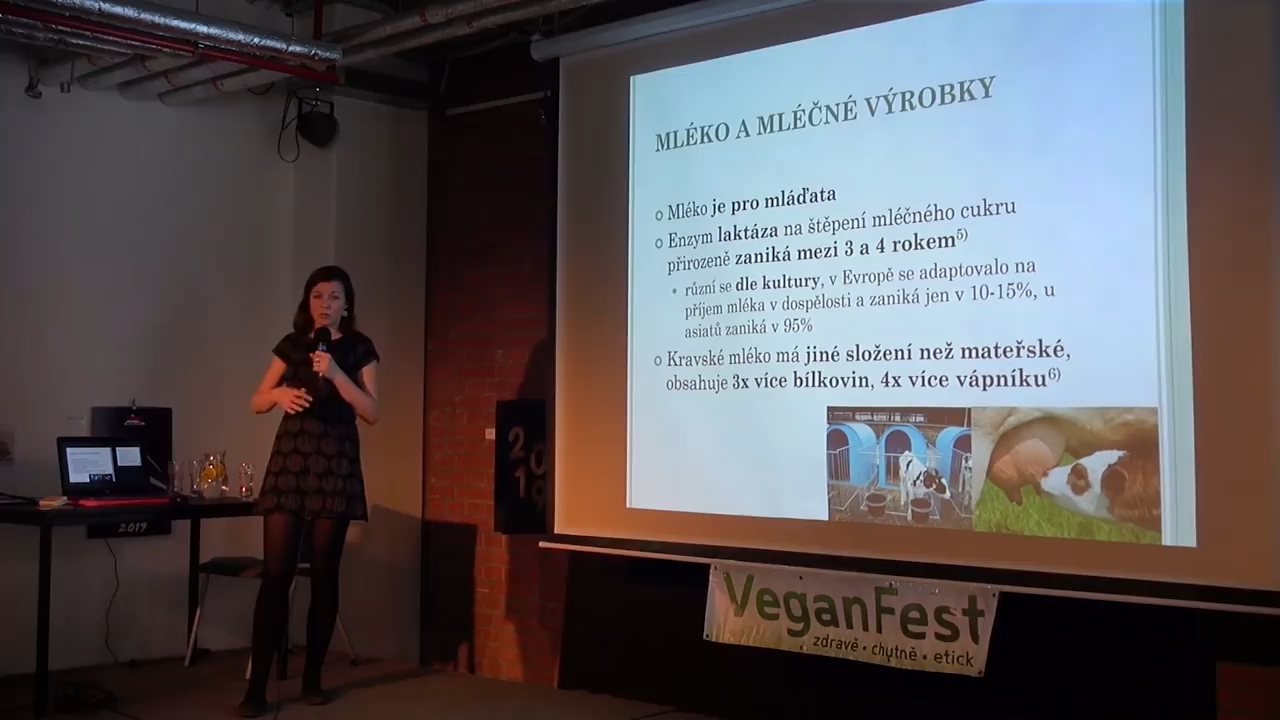 MLÉKO A MLÉČNÉ VÝROBKY
Mléko je pro mláďata
Enzym laktáza na štěpení mléčného cukru
přirozeně zaniká mezi 3 a 4 rokem5)
různí se dle kultury, v Evropě se adaptovalo na
příjem mléka v dospělosti a zaniká jen v 10-15%, u
asiatů zaniká v 95%
Kravské mléko má jiné složení než mateřské,
obsahuje 3x více bílkovin, 4x více vápníku6)
20
19
2019
VeganFest
zdravě • chutně • etick